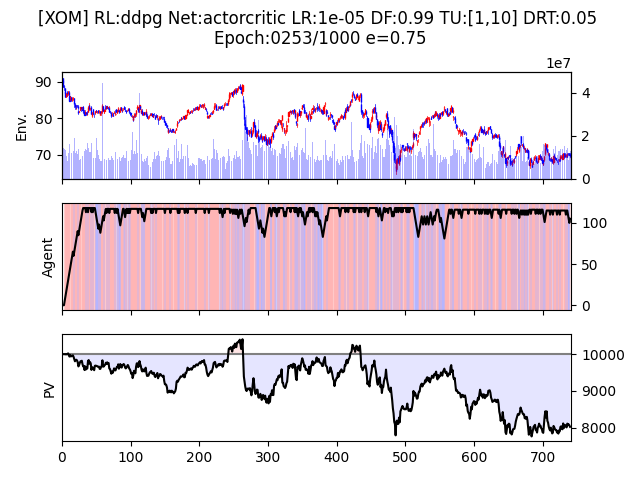 [XOM] RL:ddpg Net:actorcritic LR:1e-05 DF:0.99 TU:[1,10] DRT:0.05
Epoch:0253/1000 e=0.75
1e7
90
80
70
Env.
4
2
0
Agent
100
50
0
PV
10000
9000
8000
0 100 200 300 400 500 600 700